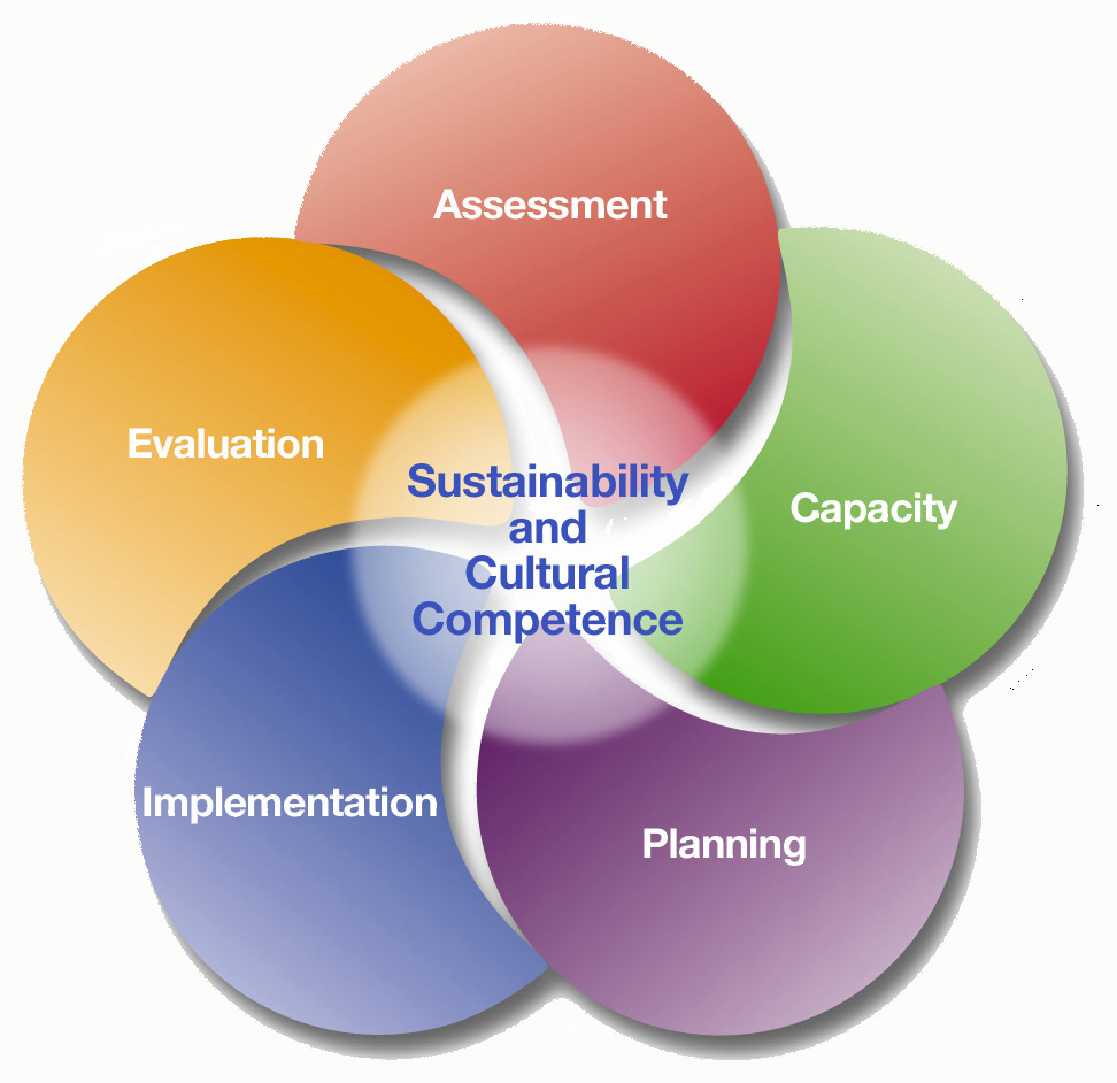 Assessment
Capacity
Planning
Implementation
Evaluation
Sustainability
and
Cultural
Competence